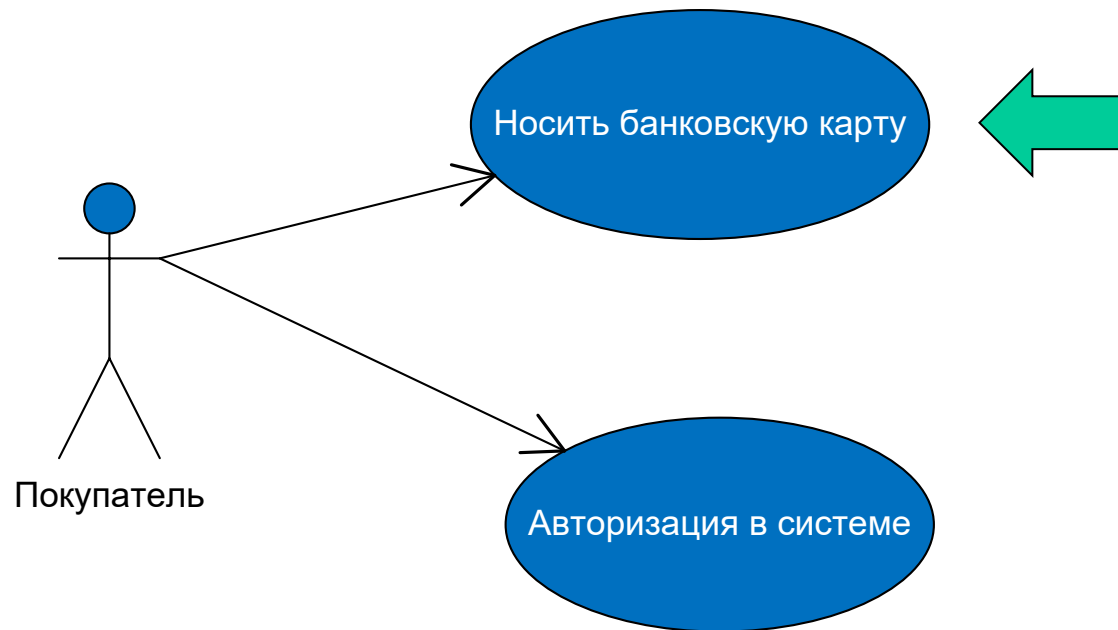 Носить банковскую карту
Покупатель
Авторизация в системе